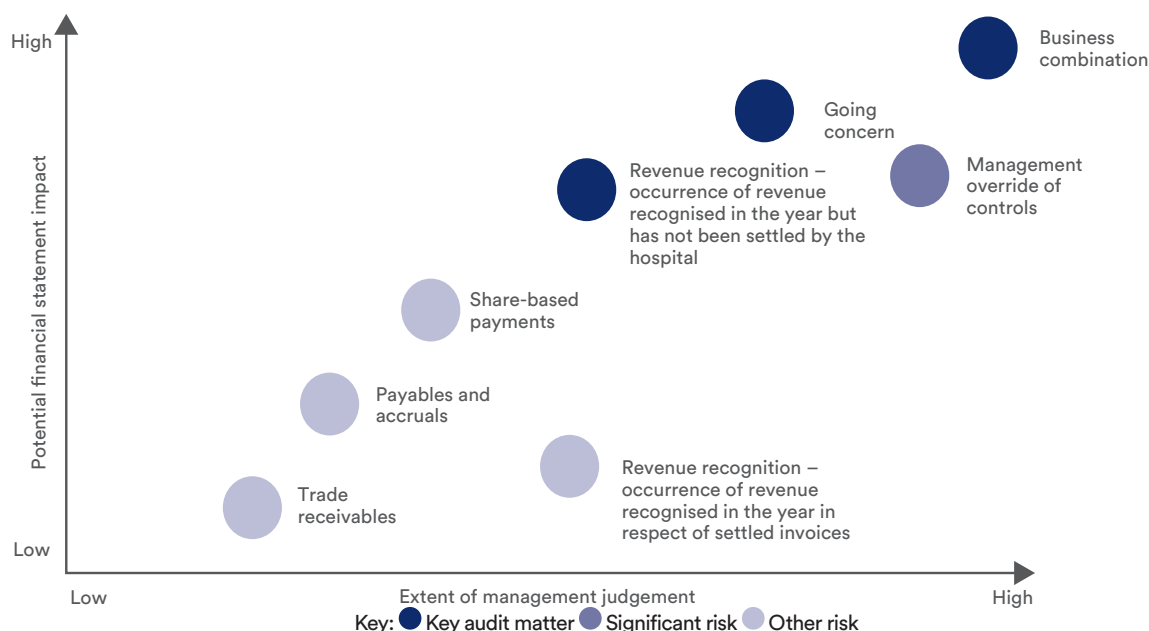 High
Business
combination
Going
concern
Management
override of
controls
Revenue recognition –
occurrence of revenue
recognised in the year but
has not been settled by the
hospital
Potential financial statement impact
Share-based
payments
Payables and
accruals
Revenue recognition –
occurrence of revenue
recognised in the year in
respect of settled invoices
Trade
receivables
Low
Low
Extent of management judgement
High
Key: Key audit matter Significant risk Other risk